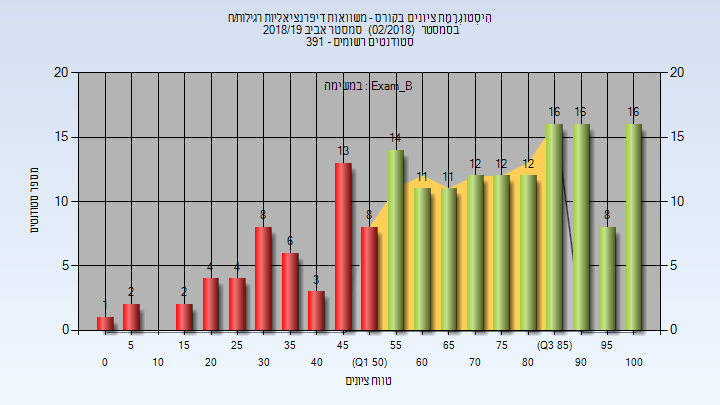 היסטוגרמת ציונים בקורס - משוואות דיפרנציאליות רגילות/ח
בסמסטר (02/2018) סמסטר אביב 2018/19
סטודנטים רשומים - 391
במשימה : Exam_B
20 20
15 15
10 10
5 5
0 0
מספר סטודנטים
1 2 2 4 4 8 6 3 13 8 14 11 11 12 12 12 16 16 8 16
5 15 25 35 45 55 65 75 (Q3 85) 95
0 10 20 30 40 (Q1 50) 60 70 80 90 100
טווח ציונים